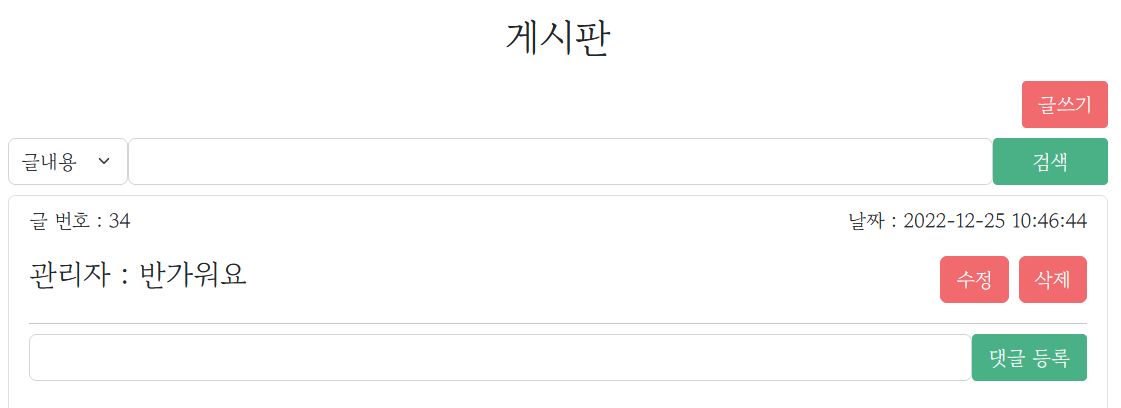 게시판
글쓰기
글내용 검색
글 번호 : 34 날짜 : 2022-12-25 10:46:44
관리자 : 반가워요 수정 삭제
댓글 등록